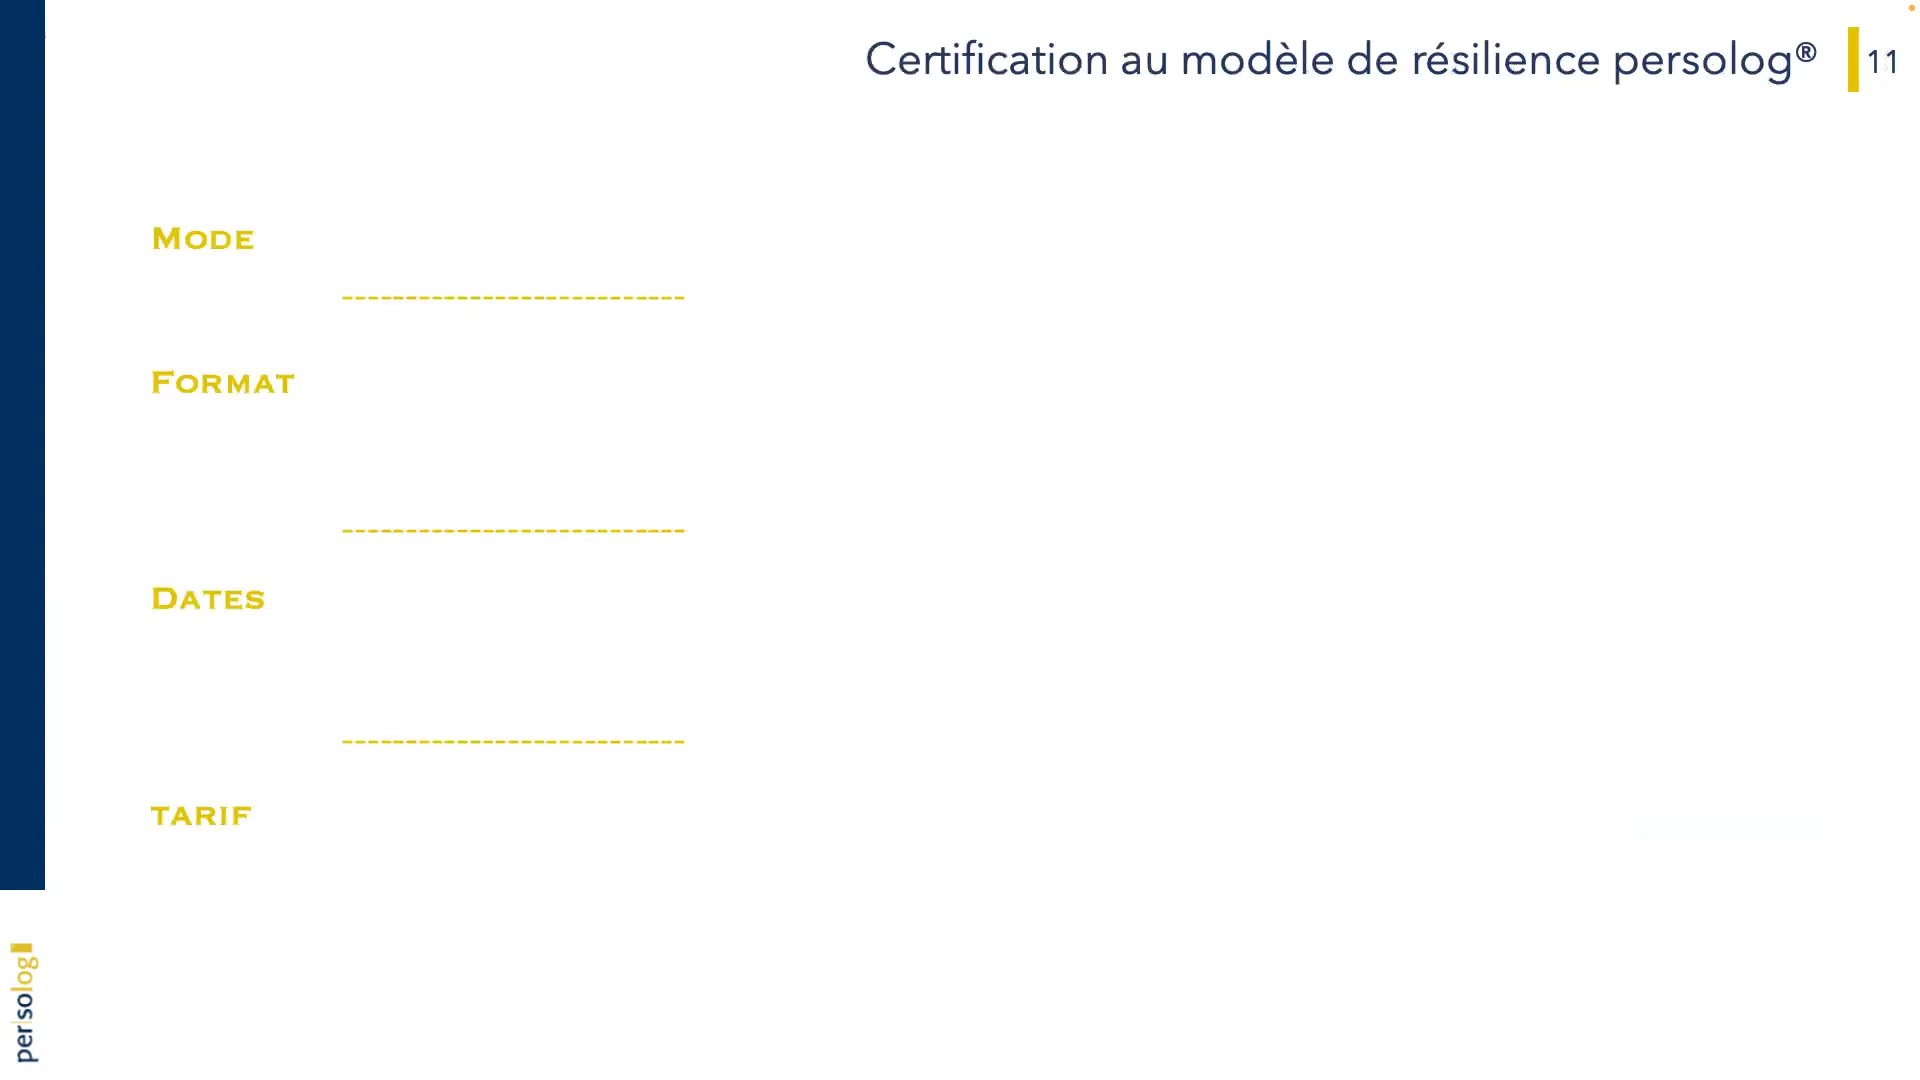 Certification au modèle de résilience persolog®
11
Mode
Format
Dates
tarif
persolog